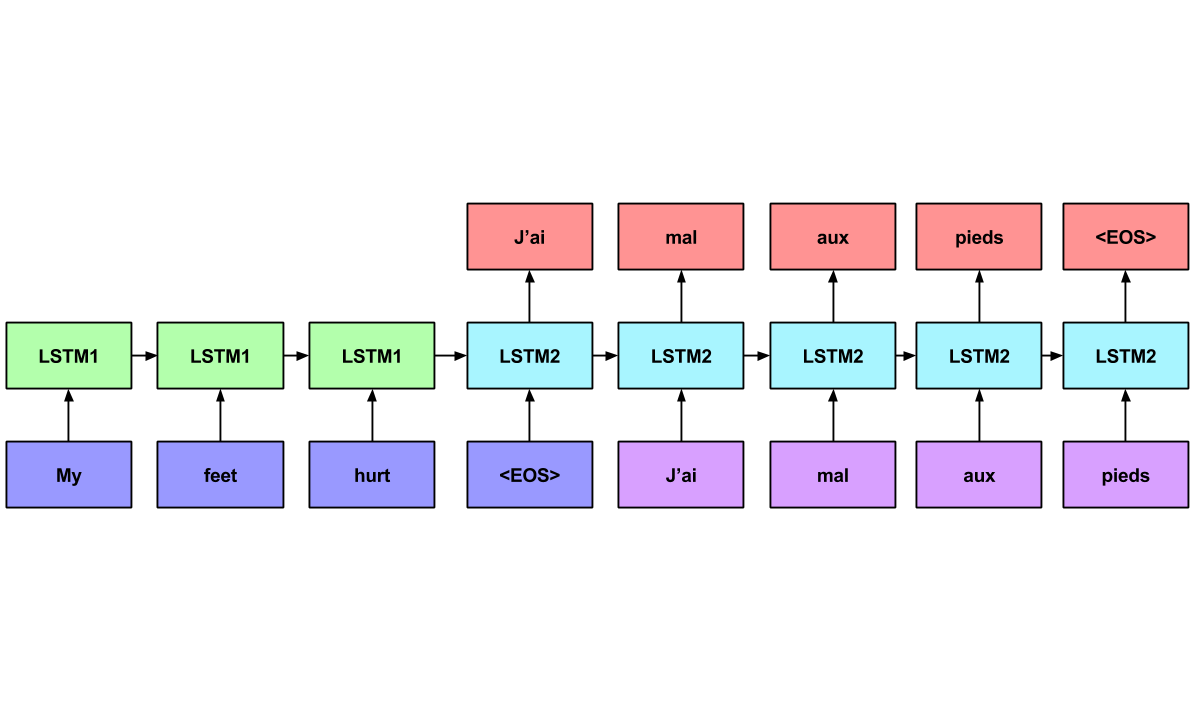 J’ai mal aux pieds <EOS>
LSTM1 LSTM1 LSTM1 LSTM2 LSTM2 LSTM2 LSTM2 LSTM2
My feet hurt <EOS> J’ai mal aux pieds